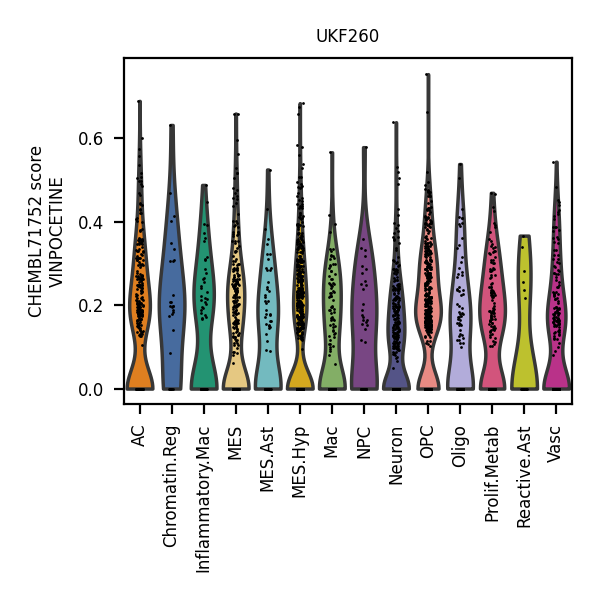 UKF260
CHEMBL71752 score
VINPOCETINE
0.6
0.4
0.2
0.0
AC
Chromatin.Reg
Inflammatory.Mac
MES
MES.Ast
MES.Hyp
Mac
NPC
Neuron
OPC
Oligo
Prolif.Metab
Reactive.Ast
Vasc